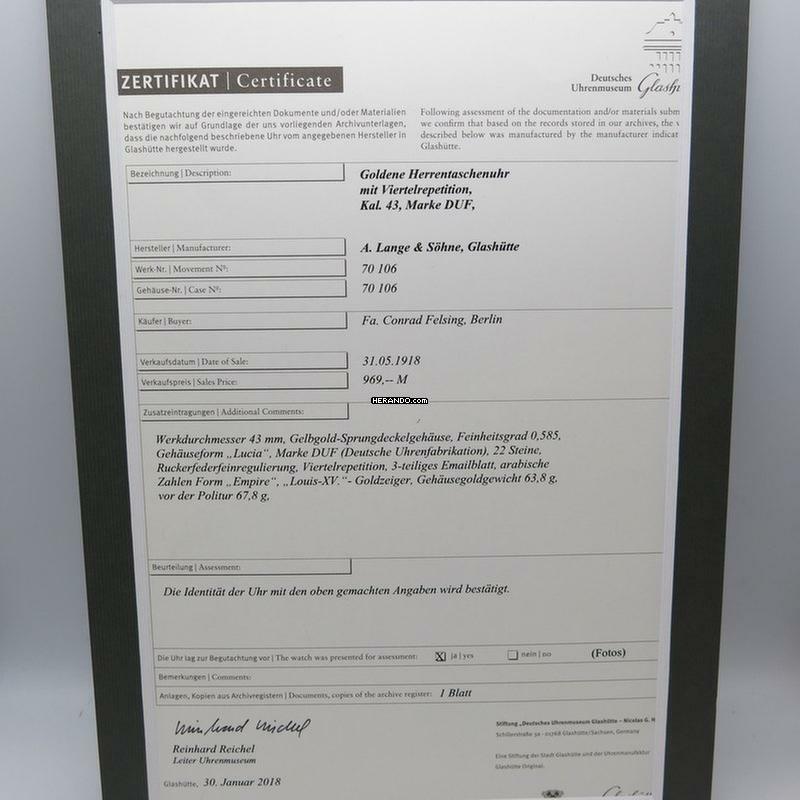 Deutsches
Uhrenmuseum
ZERTIFIKAT | Certificate
Nach Begutachtung der eingereichten Dokumente und/oder Materialien
bestätigen wir auf Grundlage der uns vorliegenden Archivunterlagen,
dass die nachfolgend beschriebene Uhr vom angegebenen Hersteller in
Glashütte hergestellt wurde.
Following assessment of the documentation and/or materials subm
we confirm that based on the records stored in our archives, the
described below was manufactured by the manufacturer indicat
Glashütte.
Bezeichnung | Description:
Goldene Herrentaschenuhr
mit Viertelrepetition,
Kal. 43, Marke DUF,
Hersteller | Manufacturer: A. Lange & Söhne, Glashütte
Werk-Nr. | Movement Nº: 70 106
Gehäuse-Nr. | Case Nº: 70 106
Käufer | Buyer: Fa. Conrad Felsing, Berlin
Verkaufsdatum | Date of Sale: 31.05.1918
Verkaufspreis | Sales Price: 969,-- M
HERANDO.com
Zusatzeintragungen | Additional Comments:
Werkdurchmesser 43 mm, Gelbgold-Sprungdeckelgehäuse, Feinheitsgrad 0,585,
Gehäuseform „Lucia", Marke DUF (Deutsche Uhrenfabrikation), 22 Steine,
Ruckerfederfeinregulierung, Viertelrepetition, 3-teiliges Emailblatt, arabische
Zahlen Form „Empire", „Louis-XV."- Goldzeiger, Gehäusegoldgewicht 63,8 g,
vor der Politur 67,8 g,
Beurteilung | Assessment:
Die Identität der Uhr mit den oben gemachten Angaben wird bestätigt.
Die Uhr lag zur Begutachtung vor | The watch was presented for assessment: X ja | yes nein | no (Fotos)
Bemerkungen | Comments:
Anlagen, Kopien aus Archivregistern | Documents, copies of the archive register: 1 Blatt
Reinhard Reichel
Leiter Uhrenmuseum
Glashütte, 30. Januar 2018
Stiftung „Deutsches Uhrenmuseum Glashütte – Nicolas G. H
Schillerstraße 3a - 01768 Glashütte/Sachsen, Germany
Eine Stiftung der Stadt Glashütte und der Uhrenmanufaktur
Glashütte Original.